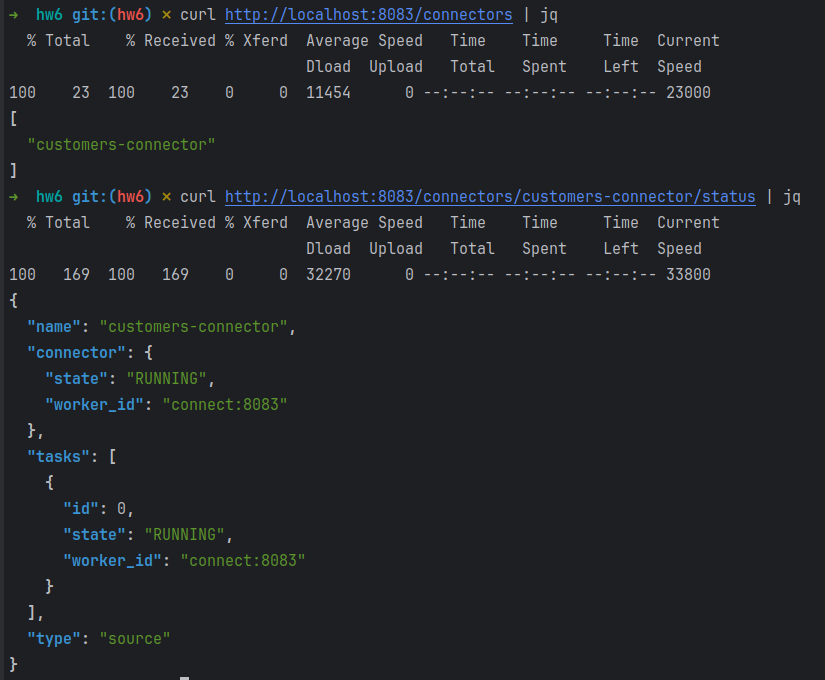 → hw6 git:(hw6) × curl http://localhost:8083/connectors | jq
  % Total    % Received % Xferd  Average Speed   Time    Time     Time  Current
                                 Dload  Upload   Total   Spent    Left  Speed
100    23  100    23    0     0  11454      0 --:--:-- --:--:-- --:--:-- 23000
[
  "customers-connector"
]
→ hw6 git:(hw6) × curl http://localhost:8083/connectors/customers-connector/status | jq
  % Total    % Received % Xferd  Average Speed   Time    Time     Time  Current
                                 Dload  Upload   Total   Spent    Left  Speed
100   169  100   169    0     0  32270      0 --:--:-- --:--:-- --:--:-- 33800
{
  "name": "customers-connector",
  "connector": {
    "state": "RUNNING",
    "worker_id": "connect:8083"
  },
  "tasks": [
    {
      "id": 0,
      "state": "RUNNING",
      "worker_id": "connect:8083"
    }
  ],
  "type": "source"
}